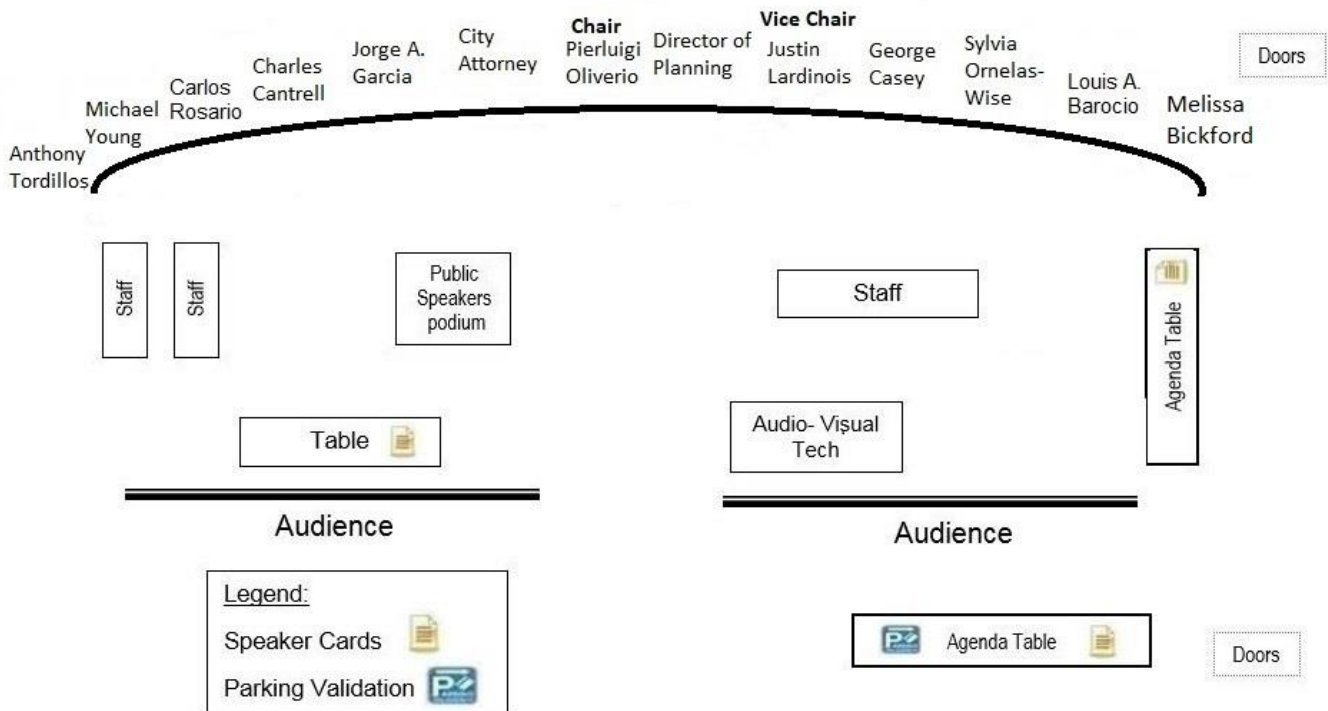 Anthony
Tordillos
Michael
Young
Carlos
Rosario
Charles
Cantrell
Jorge A.
Garcia
City
Attorney
Chair
Pierluigi
Oliverio
Director of
Planning
Vice Chair
Justin
Lardinois
George
Casey
Sylvia
Ornelas-
Wise
Louis A.
Barocio
Melissa
Bickford
Doors
Staff
Staff
Public
Speakers
podium
Staff
Agenda Table
Table
Audio- Visual
Tech
Audience
Audience
Legend:
Speaker Cards
Parking Validation
Agenda Table
Doors